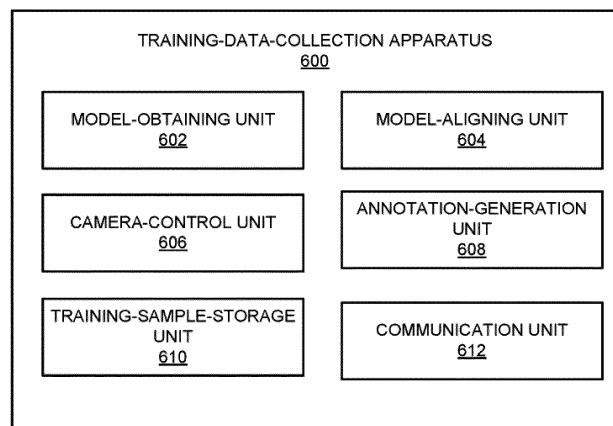 TRAINING-DATA-COLLECTION APPARATUS
600
MODEL-OBTAINING UNIT
602
MODEL-ALIGNING UNIT
604
CAMERA-CONTROL UNIT
606
ANNOTATION-GENERATION
UNIT
608
TRAINING-SAMPLE-STORAGE
UNIT
610
COMMUNICATION UNIT
612